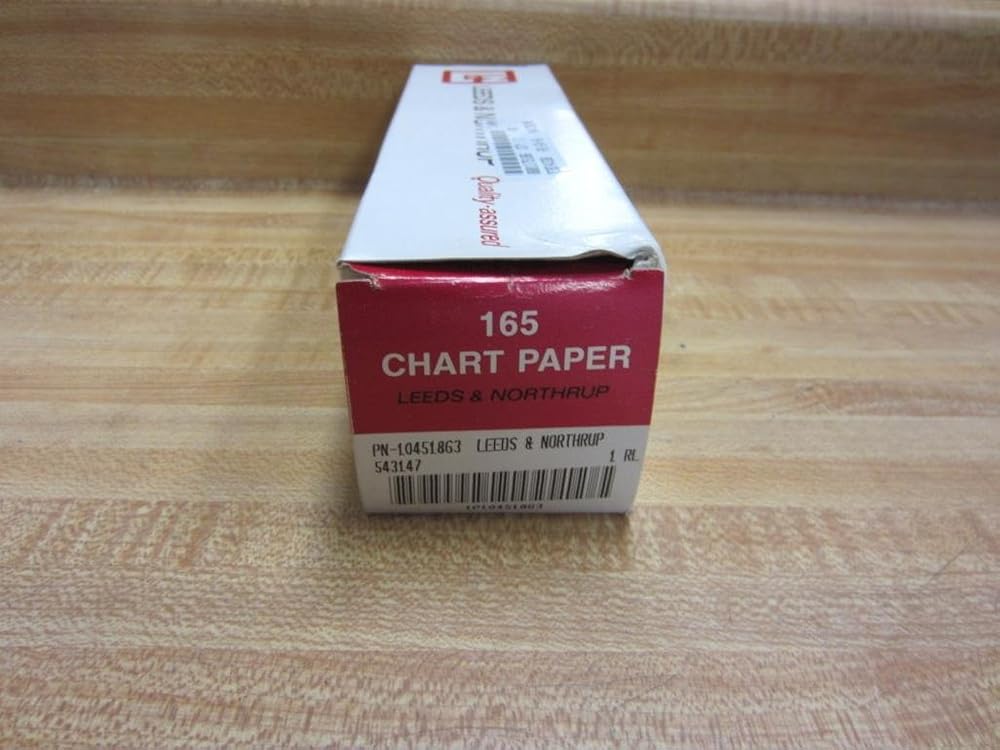 LEEDS & NORTHRUP
Quality-assured
165
CHART PAPER
LEEDS & NORTHRUP
PN-10451863 LEEDS & NORTHRUP
543147
1 RL